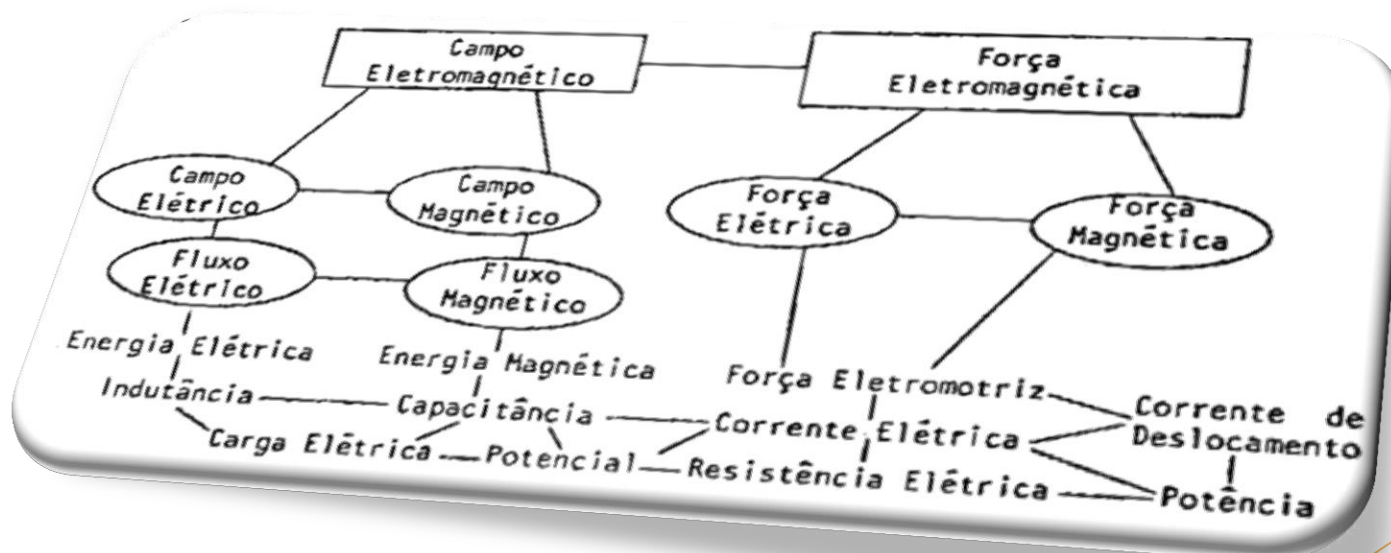 Campo
Eletromagnético
Força
Eletromagnética
Campo
Elétrico
Campo
Magnético
Força
Elétrica
Força
Magnética
Fluxo
Elétrico
Fluxo
Magnético
Energia Elétrica
Energia Magnética
Força Eletromotriz
Indutância
Capacitância
Corrente Elétrica
Corrente de
Deslocamento
Carga Elétrica
Potencial
Resistência Elétrica
Potência